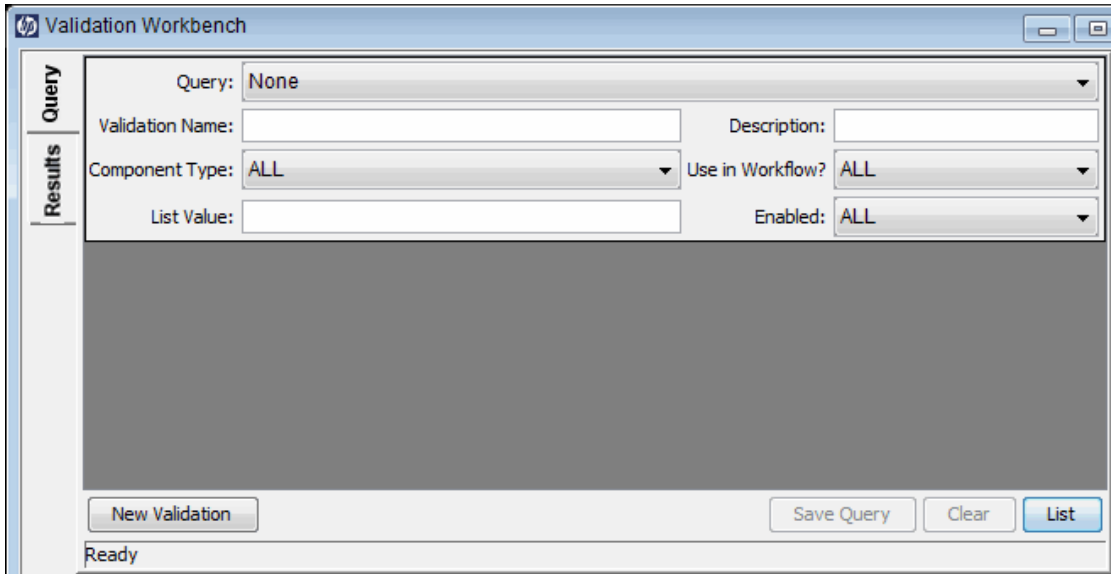 hp Validation Workbench
Query
Results
Query: None
Validation Name:
Description:
Component Type: ALL
Use in Workflow? ALL
List Value:
Enabled: ALL
New Validation
Save Query
Clear
List
Ready